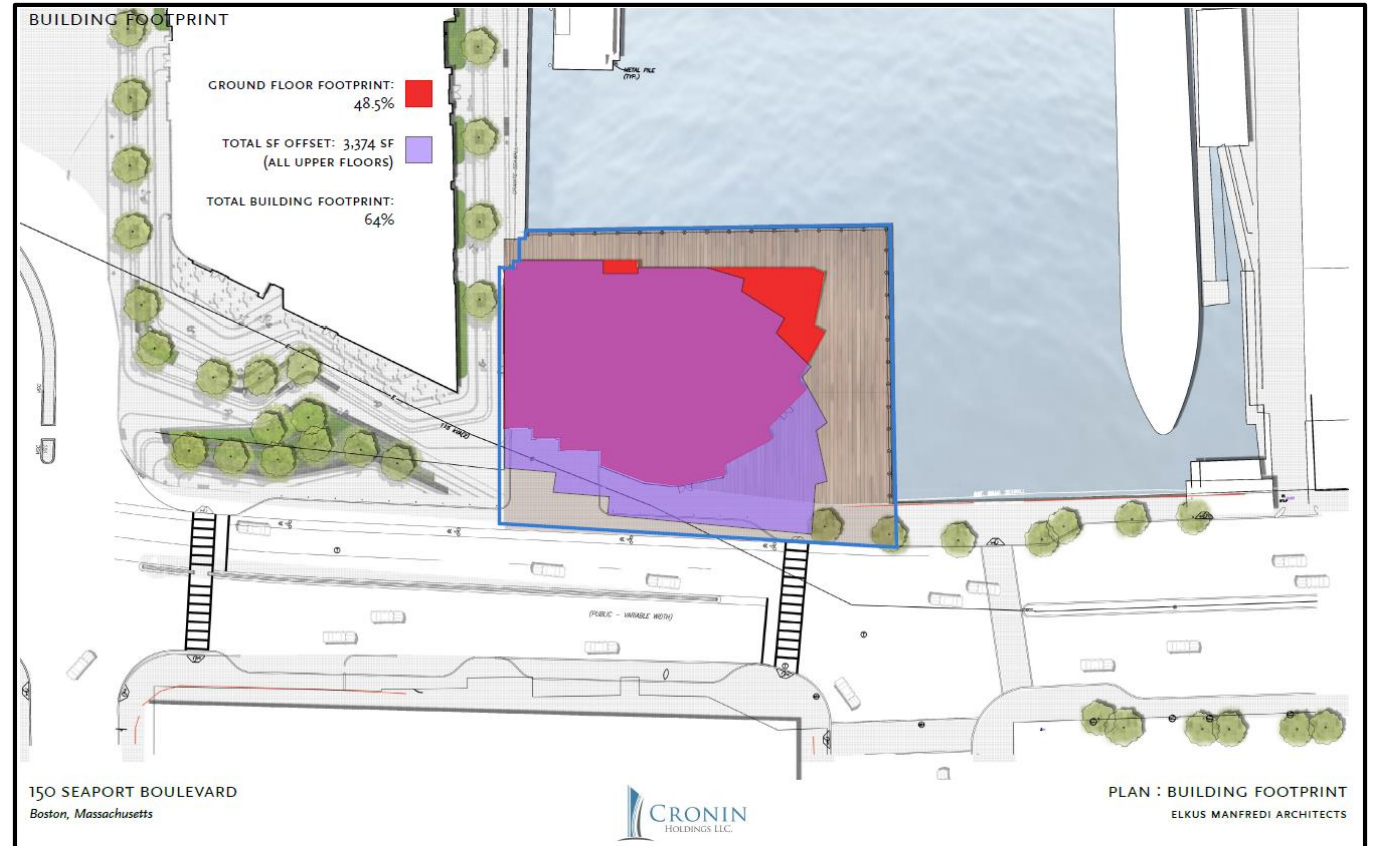 BUILDING FOOTPRINT
GROUND FLOOR FOOTPRINT:
48.5%
TOTAL SF OFFSET: 3,374 SF
(ALL UPPER FLOORS)
TOTAL BUILDING FOOTPRINT:
64%
METAL PILE
(TYP.)
(PUBLIC - VARIABLE WIDTH)
150 SEAPORT BOULEVARD
Boston, Massachusetts
CRONIN
HOLDINGS LLC.
PLAN : BUILDING FOOTPRINT
ELKUS MANFREDI ARCHITECTS